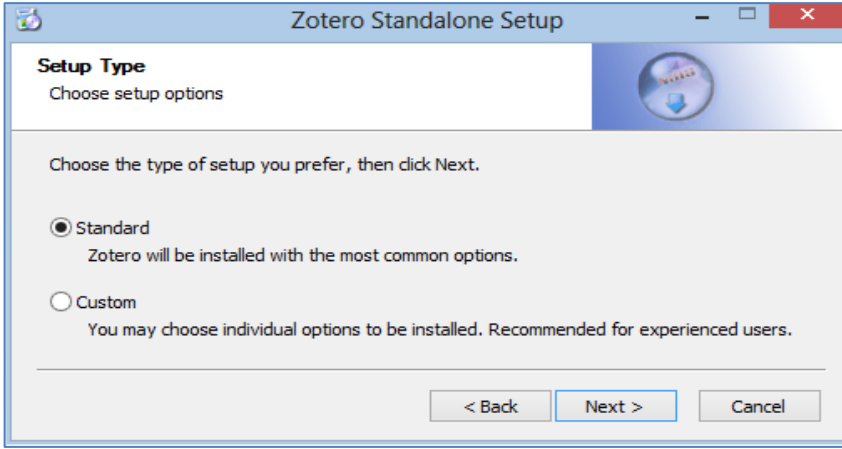 Zotero Standalone Setup
Setup Type
Choose setup options
Choose the type of setup you prefer, then click Next.
Standard
Zotero will be installed with the most common options.
Custom
You may choose individual options to be installed. Recommended for experienced users.
< Back Next > Cancel